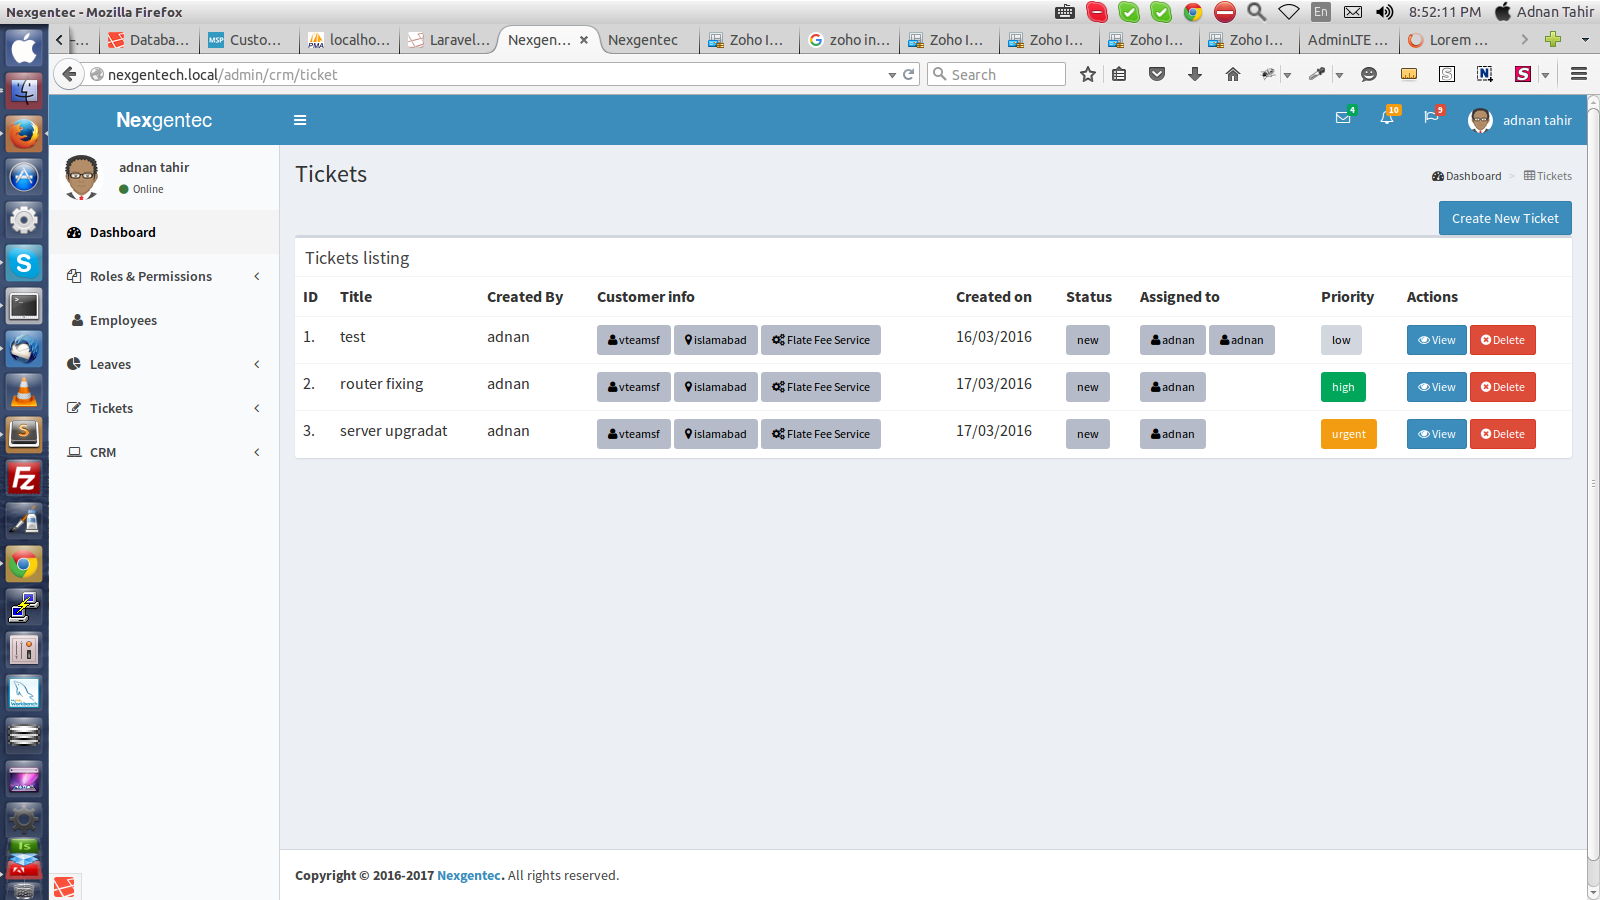 Nexgentec - Mozilla Firefox
En
8:52:11 PM
Adnan Tahir
-...
Databa...
MSP
Custo...
PMA
localho...
Laravel...
Nexgen...
Nexgentec
Zoho I...
zoho in...
Zoho I...
Zoho I...
Zoho I...
Zoho I...
AdminLTE ...
Lorem ...
nexgentech.local/admin/crm/ticket
Search
Nexgentec
4
10
9
adnan tahir
adnan tahir
Online
Dashboard
Roles & Permissions
Employees
Leaves
Tickets
CRM
Tickets
Dashboard > Tickets
Create New Ticket
Tickets listing
ID Title Created By Customer info Created on Status Assigned to Priority Actions
1. test adnan vteamsf islamabad Flate Fee Service 16/03/2016 new adnan adnan low View Delete
2. router fixing adnan vteamsf islamabad Flate Fee Service 17/03/2016 new adnan high View Delete
3. server upgradat adnan vteamsf islamabad Flate Fee Service 17/03/2016 new adnan urgent View Delete
Copyright © 2016-2017 Nexgentec. All rights reserved.